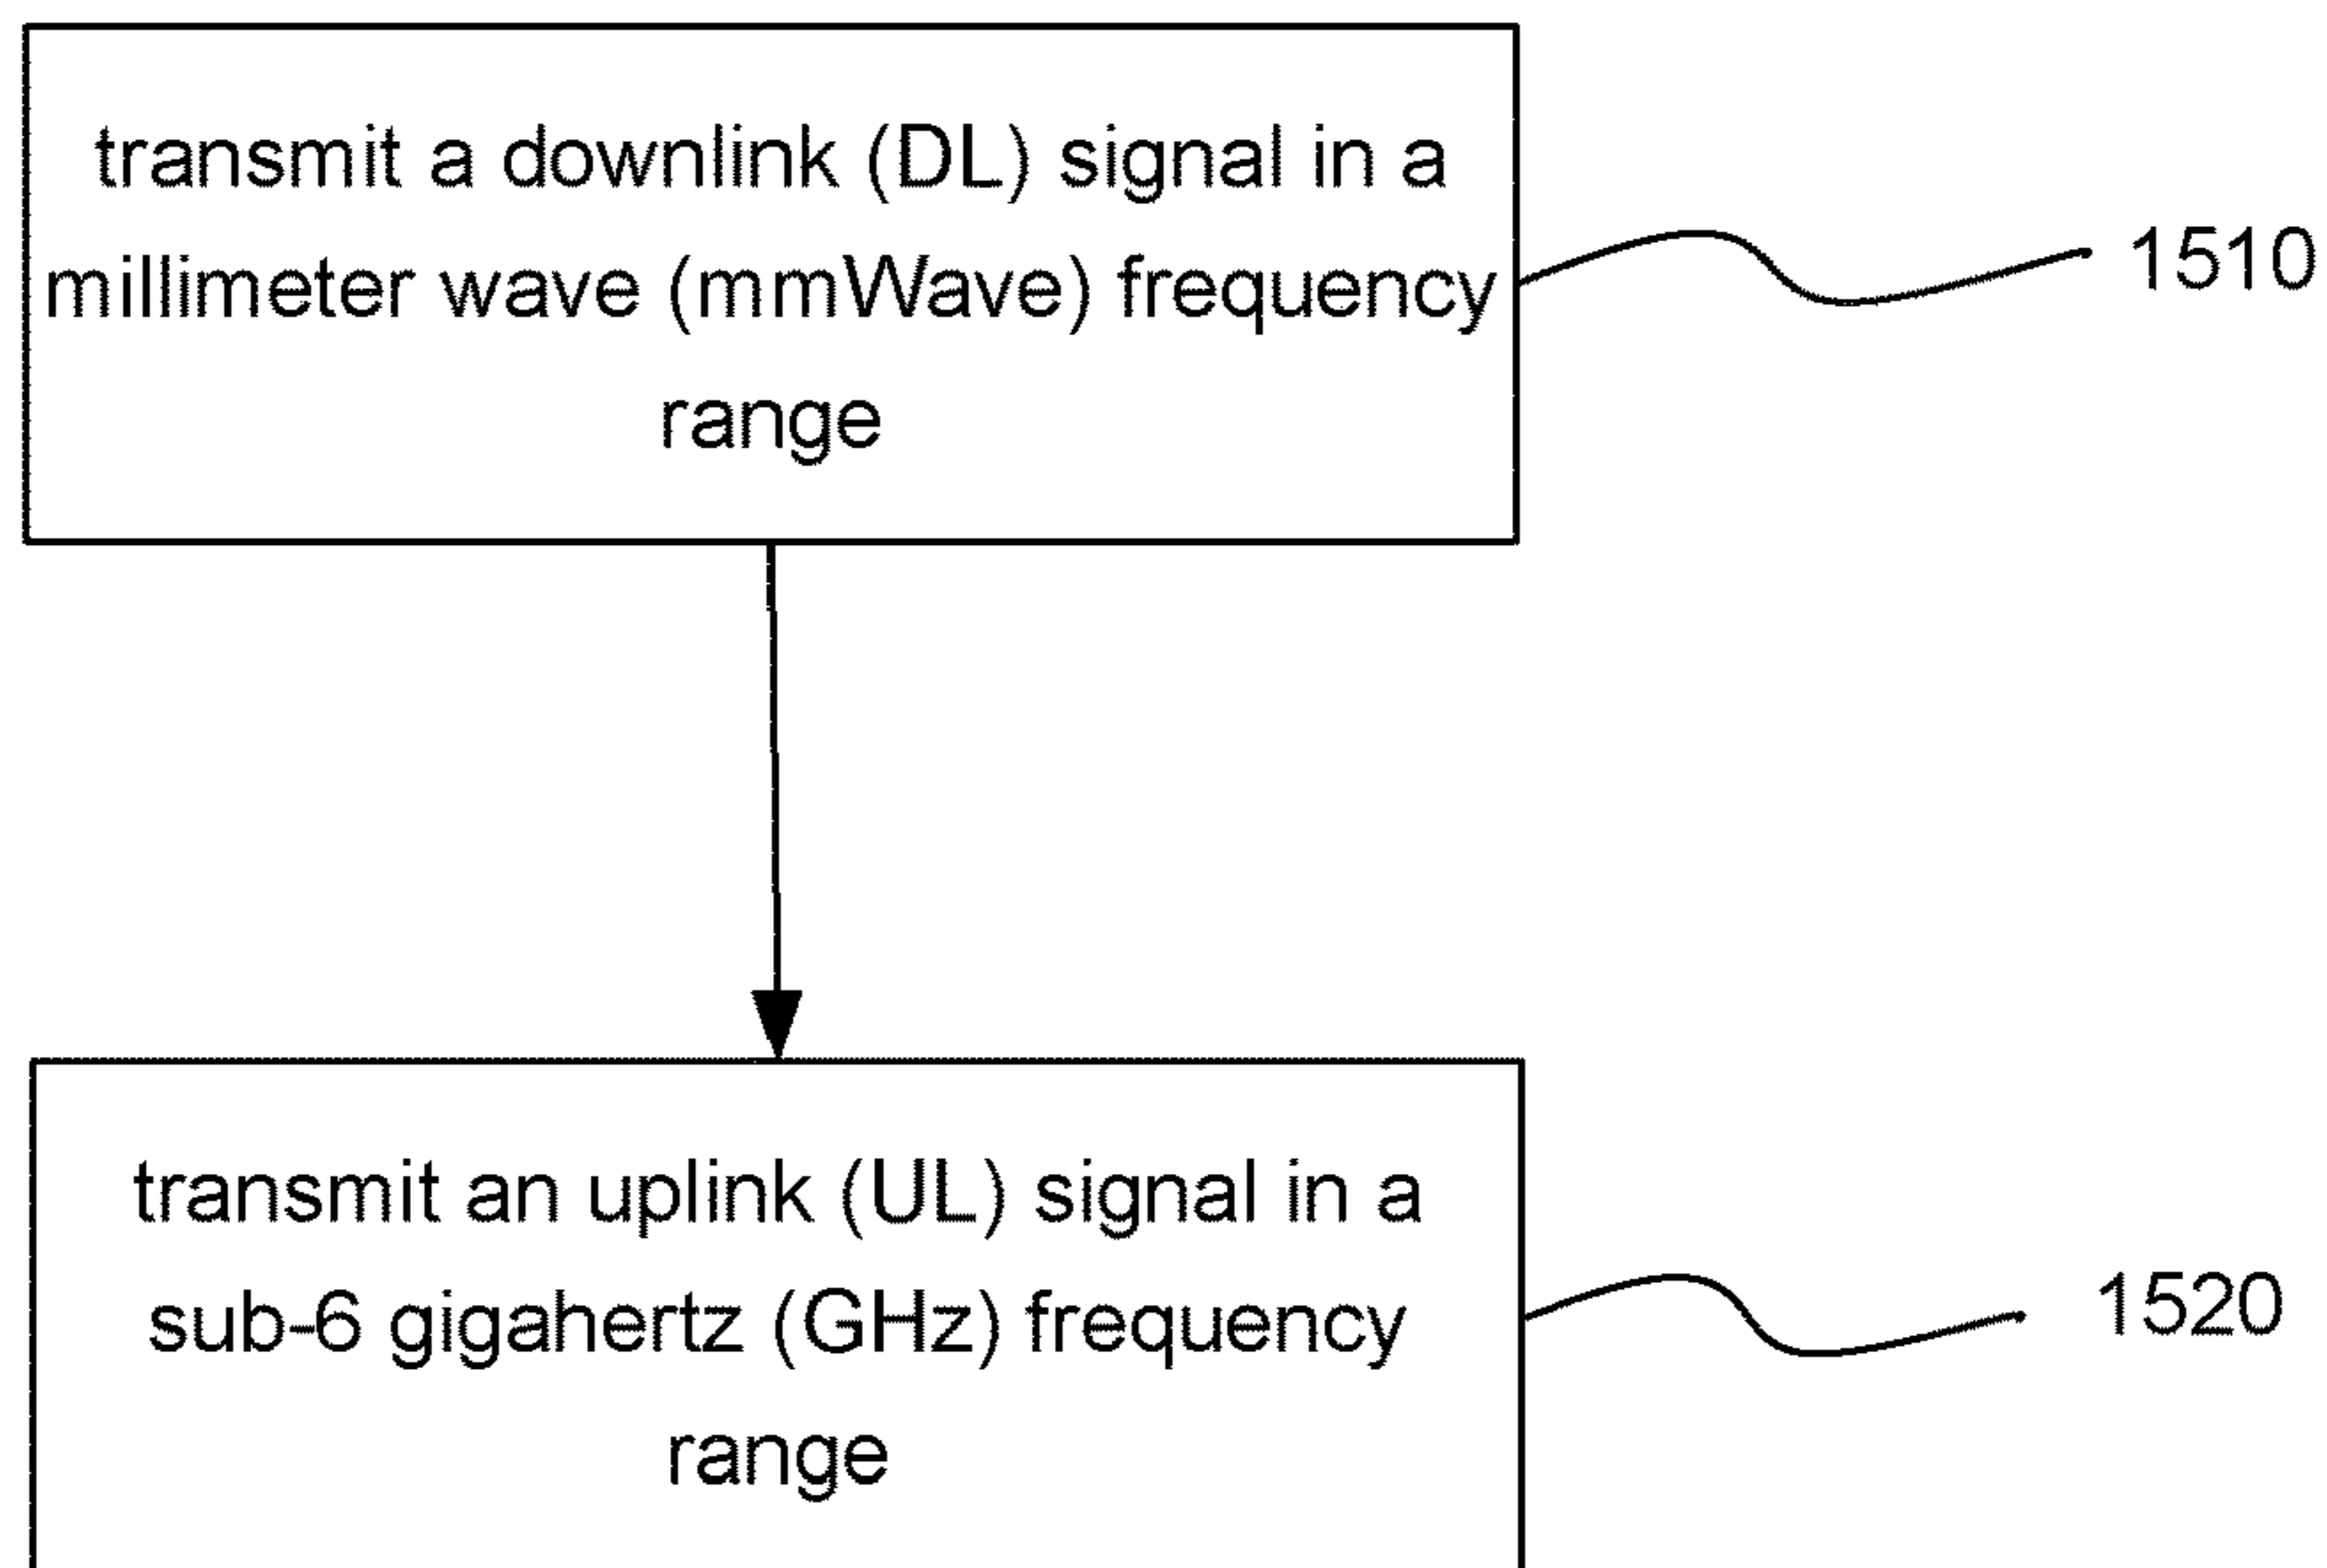 transmit a downlink (DL) signal in a
millimeter wave (mmWave) frequency
range
1510
transmit an uplink (UL) signal in a
sub-6 gigahertz (GHz) frequency
range
1520